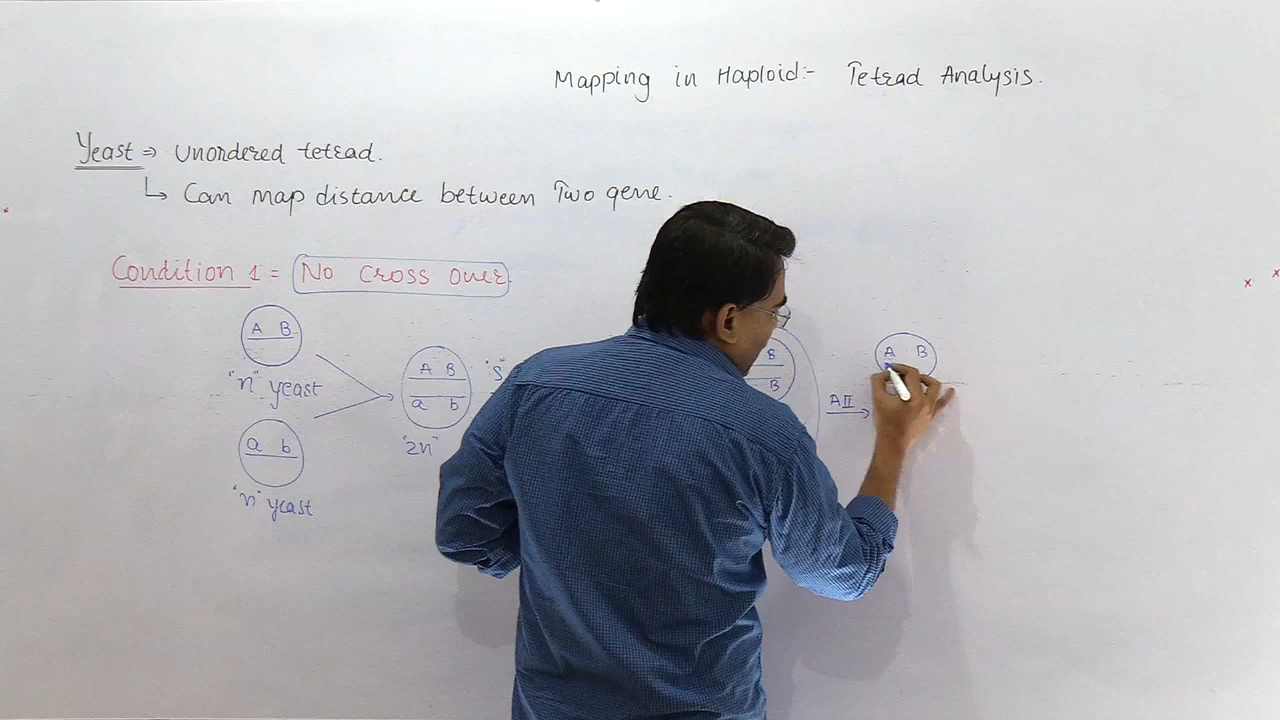 Mapping in Haploid:- Tetrad Analysis.
Yeast ⇒ Unordered tetrad.
↳ Can map distance between Two gene.
Condition 1 = No cross over.
A B
"n" yeast
a b
"n" yeast
A B
a b
"2n"
"S
B
B
AII
A B